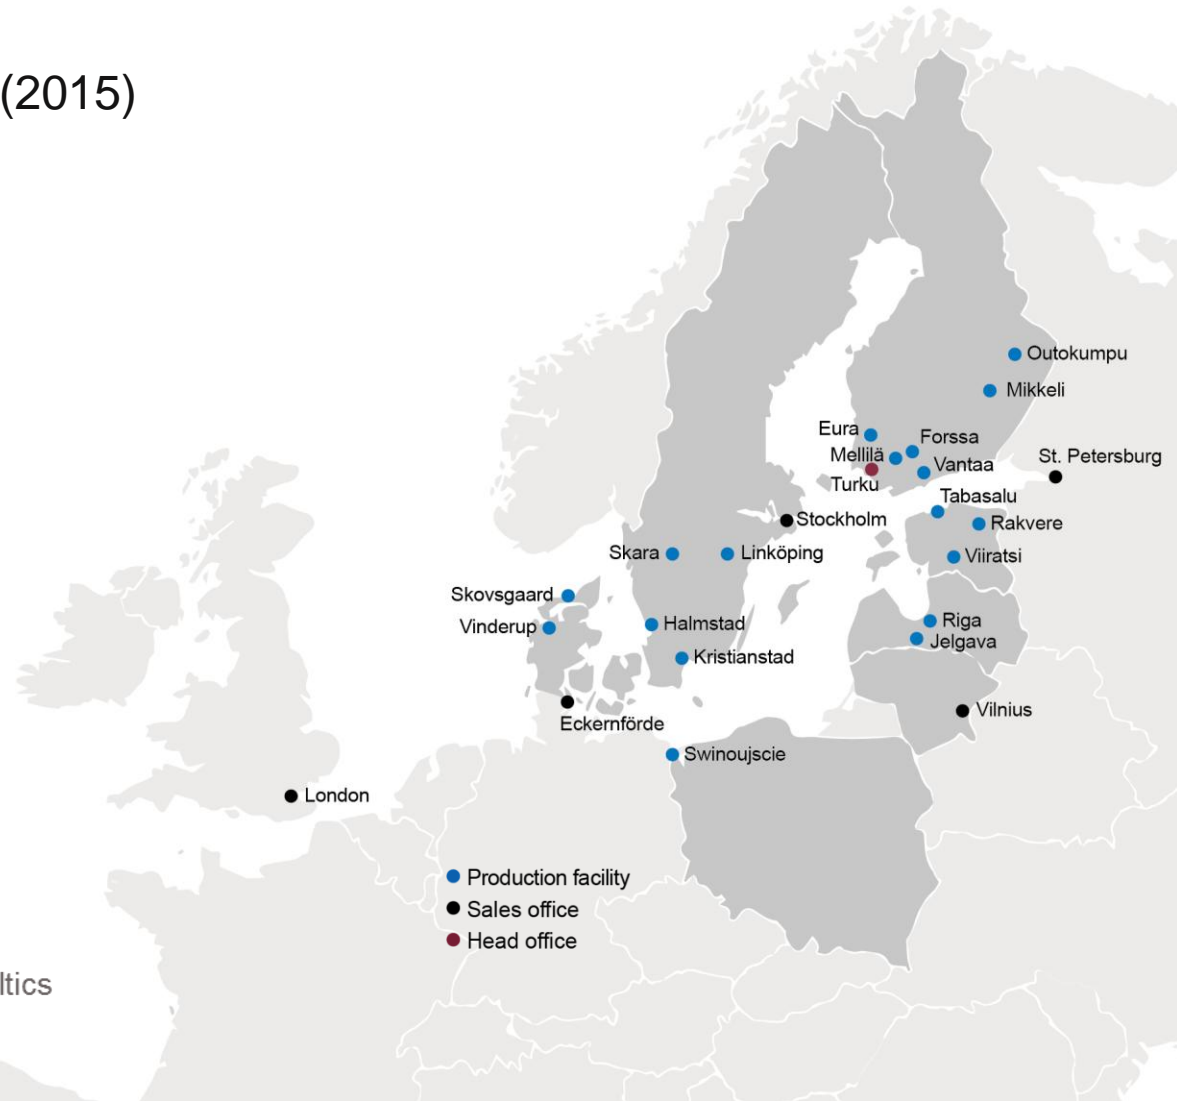 (2015)
Outokumpu
Mikkeli
Eura
Forssa
Mellilä
Vantaa
St. Petersburg
Turku
Tabasalu
Stockholm
Rakvere
Skara
Linköping
Viiratsi
Skovsgaard
Vinderup
Halmstad
Riga
Jelgava
Kristianstad
Vilnius
Eckernförde
Swinoujscie
London
Production facility
Sales office
Head office
ltics